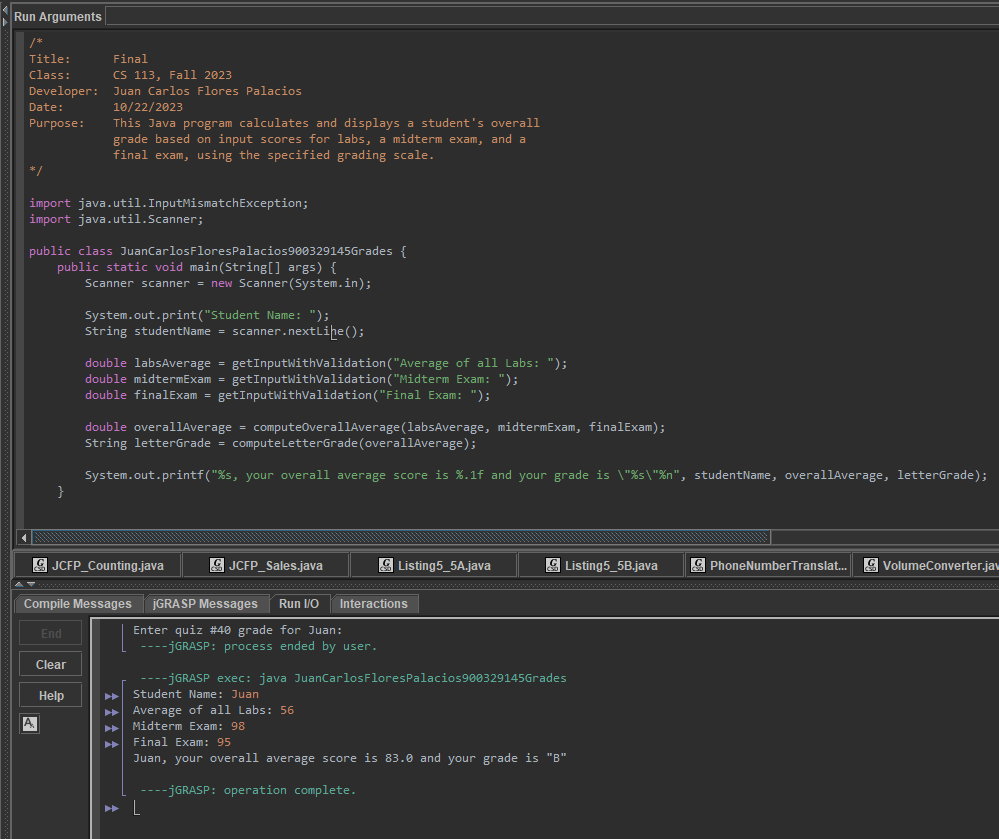 Run Arguments
/*
Title:      Final
Class:      CS 113, Fall 2023
Developer:  Juan Carlos Flores Palacios
Date:       10/22/2023
Purpose:    This Java program calculates and displays a student's overall
            grade based on input scores for labs, a midterm exam, and a
            final exam, using the specified grading scale.
*/
import java.util.InputMismatchException;
import java.util.Scanner;
public class JuanCarlosFloresPalacios900329145Grades {
    public static void main(String[] args) {
        Scanner scanner = new Scanner(System.in);
        System.out.print("Student Name: ");
        String studentName = scanner.nextLine();
        double labsAverage = getInputWithValidation("Average of all Labs: ");
        double midtermExam = getInputWithValidation("Midterm Exam: ");
        double finalExam = getInputWithValidation("Final Exam: ");
        double overallAverage = computeOverallAverage(labsAverage, midtermExam, finalExam);
        String letterGrade = computeLetterGrade(overallAverage);
        System.out.printf("%s, your overall average score is %.1f and your grade is \"%s\"%n", studentName, overallAverage, letterGrade);
    }
JCFP_Counting.java JCFP_Sales.java Listing5_5A.java Listing5_5B.java PhoneNumberTranslat... VolumeConverter.jav
Compile Messages jGRASP Messages Run I/O Interactions
End
Clear
Help
Enter quiz #40 grade for Juan:
 ----jGRASP: process ended by user.
 ----jGRASP exec: java JuanCarlosFloresPalacios900329145Grades
Student Name: Juan
Average of all Labs: 56
Midterm Exam: 98
Final Exam: 95
Juan, your overall average score is 83.0 and your grade is "B"
 ----jGRASP: operation complete.